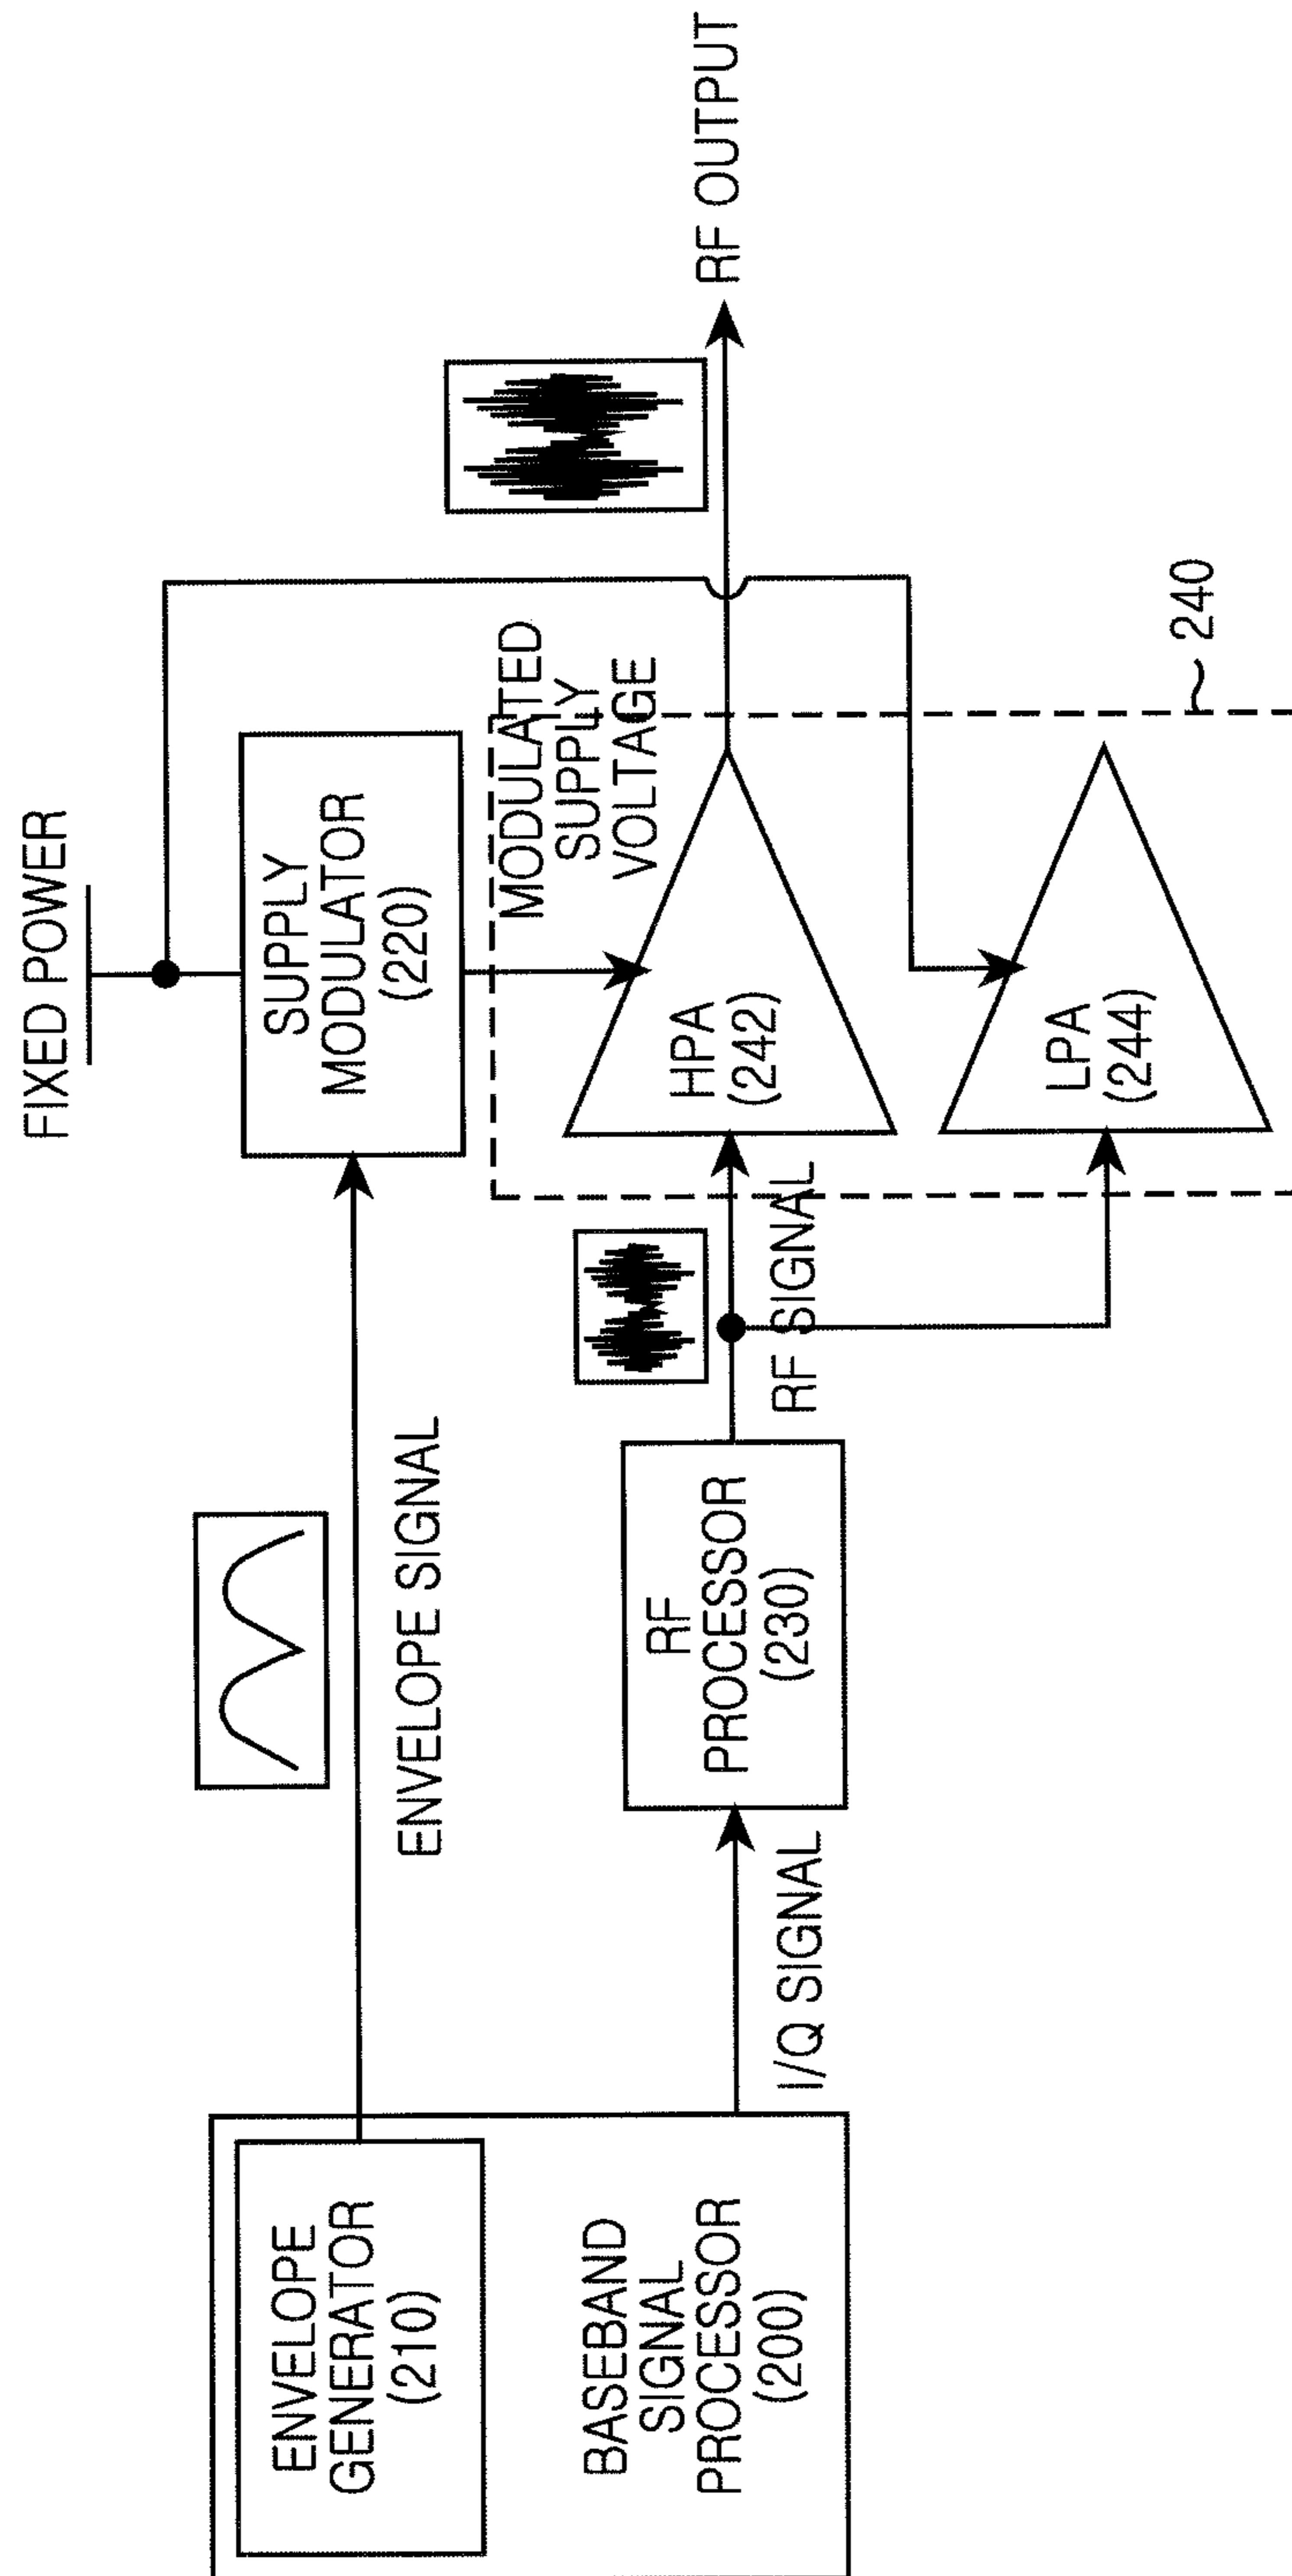 FIXED POWER
ENVELOPE
GENERATOR
(210)
ENVELOPE SIGNAL
SUPPLY
MODULATOR
(220)
MODULATED
SUPPLY
VOLTAGE
BASEBAND
SIGNAL
PROCESSOR
(200)
I/Q SIGNAL
RF
PROCESSOR
(230)
RF SIGNAL
HPA
(242)
RF OUTPUT
LPA
(244)
240